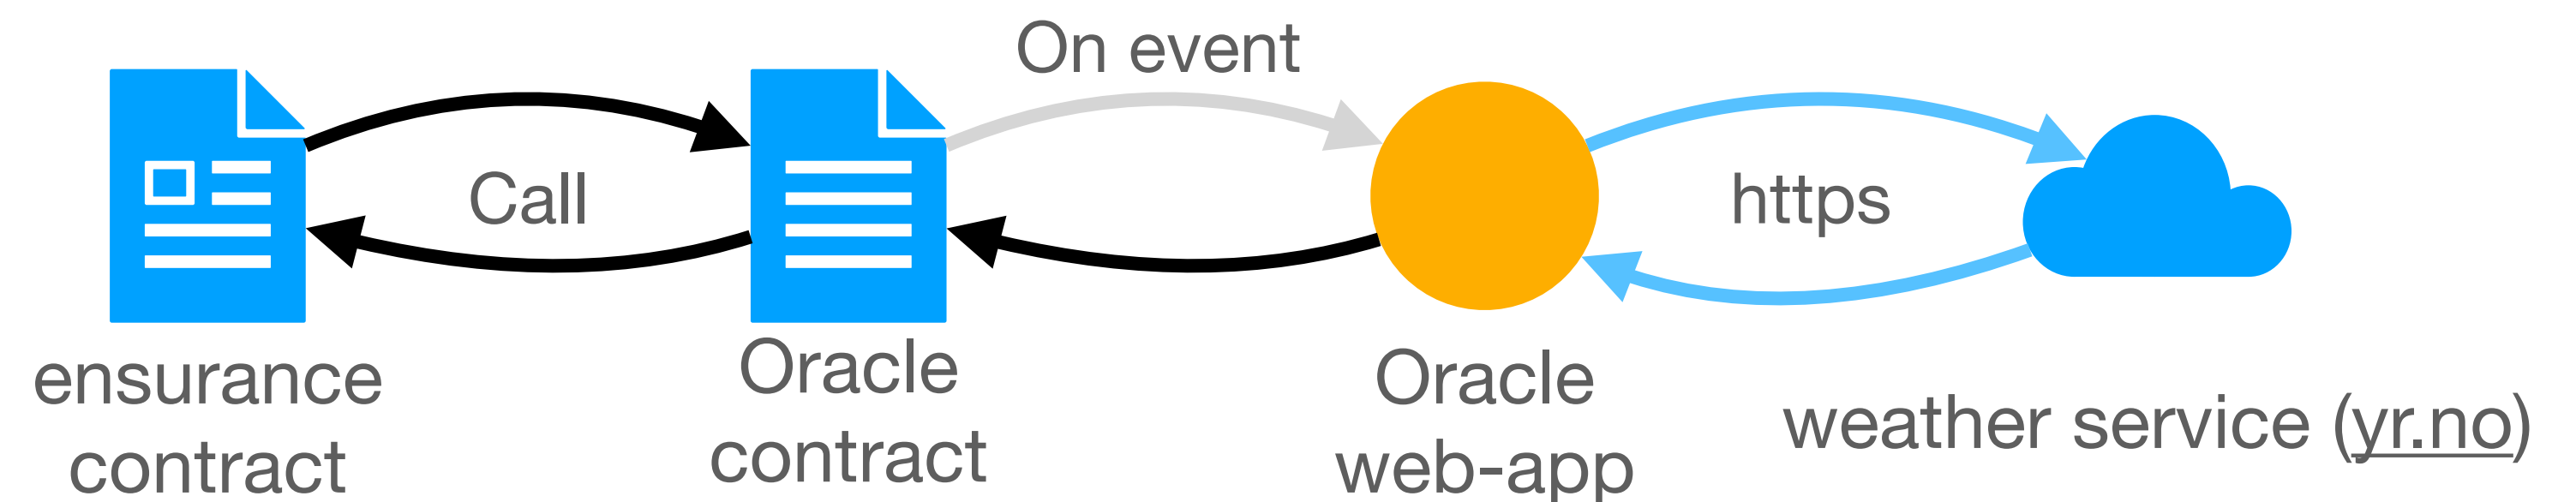 On event
Call
https
ensurance
contract
Oracle
contract
Oracle
web-app
weather service (yr.no)